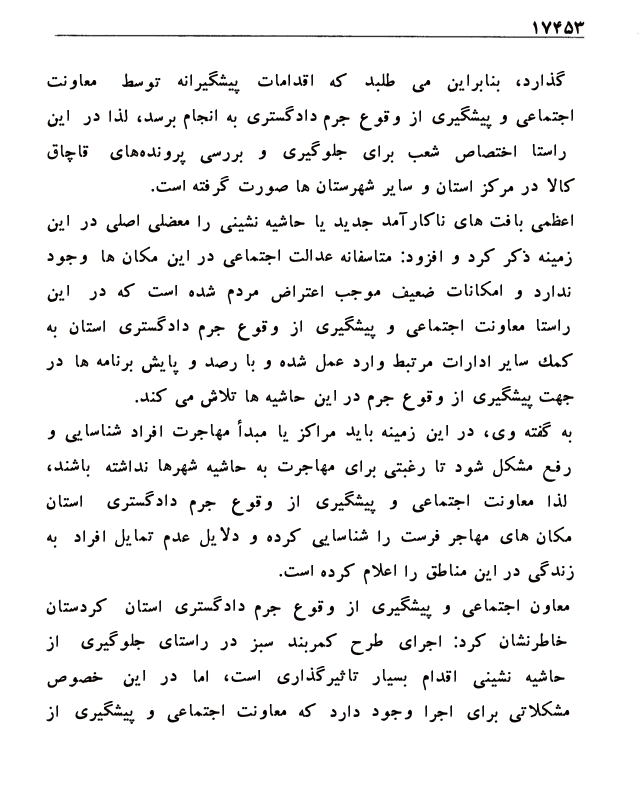 ۱۷۴۵۳
گذارد، بنابراین می طلبد که اقدامات پیشگیرانه توسط معاونت
اجتماعی و پیشگیری از وقوع جرم دادگستری به انجام برسد، لذا در این
راستا اختصاص شعب برای جلوگیری و بررسی پرونده‌های قاچاق
کالا در مرکز استان و سایر شهرستان ها صورت گرفته است.
اعظمی بافت های ناکارآمد جدید یا حاشیه نشینی را معضلی اصلی در این
زمینه ذکر کرد و افزود: متاسفانه عدالت اجتماعی در این مکان ها وجود
ندارد و امکانات ضعیف موجب اعتراض مردم شده است که در این
راستا معاونت اجتماعی و پیشگیری از وقوع جرم دادگستری استان به
کمك سایر ادارات مرتبط وارد عمل شده و با رصد و پایش برنامه ها در
جهت پیشگیری از وقوع جرم در این حاشیه ها تلاش می کند.
به گفته وی، در این زمینه باید مراکز یا مبدأ مهاجرت افراد شناسایی و
رفع مشکل شود تا رغبتی برای مهاجرت به حاشیه شهرها نداشته باشند،
لذا معاونت اجتماعی و پیشگیری از وقوع جرم دادگستری استان
مکان های مهاجر فرست را شناسایی کرده و دلایل عدم تمایل افراد به
زندگی در این مناطق را اعلام کرده است.
معاون اجتماعی و پیشگیری از وقوع جرم دادگستری استان کردستان
خاطرنشان کرد: اجرای طرح کمربند سبز در راستای جلوگیری از
حاشیه نشینی اقدام بسیار تاثیرگذاری است، اما در این خصوص
مشکلاتی برای اجرا وجود دارد که معاونت اجتماعی و پیشگیری از